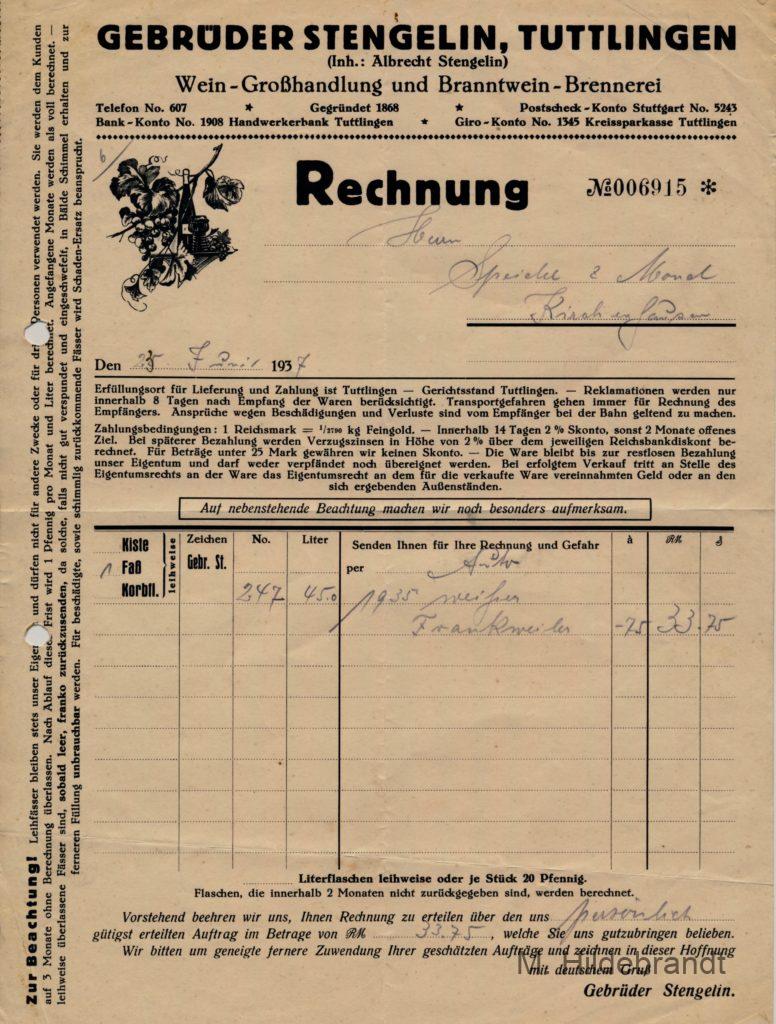 GEBRÜDER STENGELIN, TUTTLINGEN
(Inh.: Albrecht Stengelin)
Wein-Großhandlung und Branntwein-Brennerei
Telefon No. 607 * Gegründet 1868 * Postscheck-Konto Stuttgart No. 5243
Bank-Konto No. 1908 Handwerkerbank Tuttlingen * Giro-Konto No. 1345 Kreissparkasse Tuttlingen
Rechnung №006915 *
Herrn
& Mond
Den Juni 1937
Erfüllungsort für Lieferung und Zahlung ist Tuttlingen — Gerichtsstand Tuttlingen. — Reklamationen werden nur
innerhalb 8 Tagen nach Empfang der Waren berücksichtigt. Transportgefahren gehen immer für Rechnung des
Empfängers. Ansprüche wegen Beschädigungen und Verluste sind vom Empfänger bei der Bahn geltend zu machen.
Zahlungsbedingungen: 1 Reichsmark = 1/2790 kg Feingold. — Innerhalb 14 Tagen 2 % Skonto, sonst 2 Monate offenes
Ziel. Bei späterer Bezahlung werden Verzugszinsen in Höhe von 2 % über dem jeweiligen Reichsbankdiskont be-
rechnet. Für Beträge unter 25 Mark gewähren wir keinen Skonto. — Die Ware bleibt bis zur restlosen Bezahlung
unser Eigentum und darf weder verpfändet noch übereignet werden. Bei erfolgtem Verkauf tritt an Stelle des
Eigentumsrechts an der Ware das Eigentumsrecht an dem für die verkaufte Ware vereinnahmten Geld oder an den
sich ergebenden Außenständen.
Auf nebenstehende Beachtung machen wir noch besonders aufmerksam.
Kiste
1 Faß
Korbfl.
leihweise
Zeichen
Gebr. St.
No.
Liter
Senden Ihnen für Ihre Rechnung und Gefahr
per Auto
à
RM
₰
247 45.0 1935 weißer
Frankweiler -75 33.75
Literflaschen leihweise oder je Stück 20 Pfennig.
Flaschen, die innerhalb 2 Monaten nicht zurückgegeben sind, werden berechnet.
Vorstehend beehren wir uns, Ihnen Rechnung zu erteilen über den uns persönlich
gütigst erteilten Auftrag im Betrage von RM 33.75, welche Sie uns gutzubringen belieben.
Wir bitten um geneigte fernere Zuwendung Ihrer geschätzten Aufträge und zeichnen in dieser Hoffnung
mit deutschem Gruß
Gebrüder Stengelin.
M. Hildebrandt
Zur Beachtung! Leihfässer bleiben stets unser und dürfen nicht für andere Zwecke oder für Personen verwendet werden. Sie werden dem Kunden
auf 3 Monate ohne Berechnung überlassen. Nach Ablauf dieser Frist wird 1 Pfennig pro Monat und Liter berechnet. Angefangene Monate werden als voll berechnet. —
leihweise überlassene Fässer sind, sobald leer, franko zurückzusenden, da solche, falls nicht gut verspundet und eingeschwefelt, in Bälde Schimmel erhalten und zur
ferneren Füllung unbrauchbar werden. Für beschädigte, sowie schimmlig zurückkommende Fässer wird Schaden-Ersatz beansprucht.